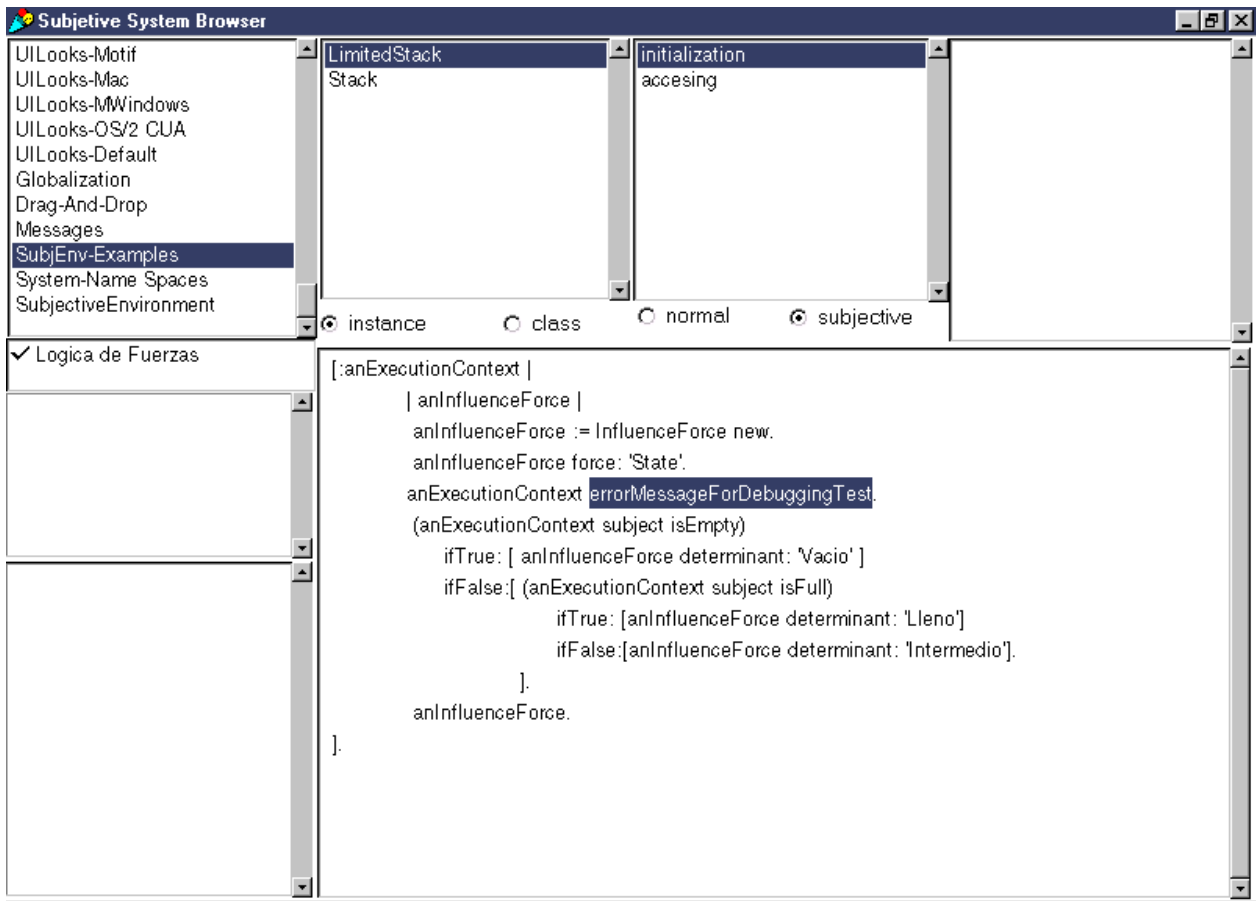 Subjetive System Browser
UILooks-Motif
UILooks-Mac
UILooks-MWindows
UILooks-OS/2 CUA
UILooks-Default
Globalization
Drag-And-Drop
Messages
SubjEnv-Examples
System-Name Spaces
SubjectiveEnvironment
LimitedStack
Stack
instance
class
initialization
accesing
normal
subjective
Logica de Fuerzas
[:anExecutionContext |
| anInfluenceForce |
anInfluenceForce := InfluenceForce new.
anInfluenceForce force: 'State'.
anExecutionContext errorMessageForDebuggingTest.
(anExecutionContext subject isEmpty)
ifTrue: [ anInfluenceForce determinant: 'Vacio' ]
ifFalse:[ (anExecutionContext subject isFull)
ifTrue: [anInfluenceForce determinant: 'Lleno']
ifFalse:[anInfluenceForce determinant: 'Intermedio'].
].
anInfluenceForce.
].